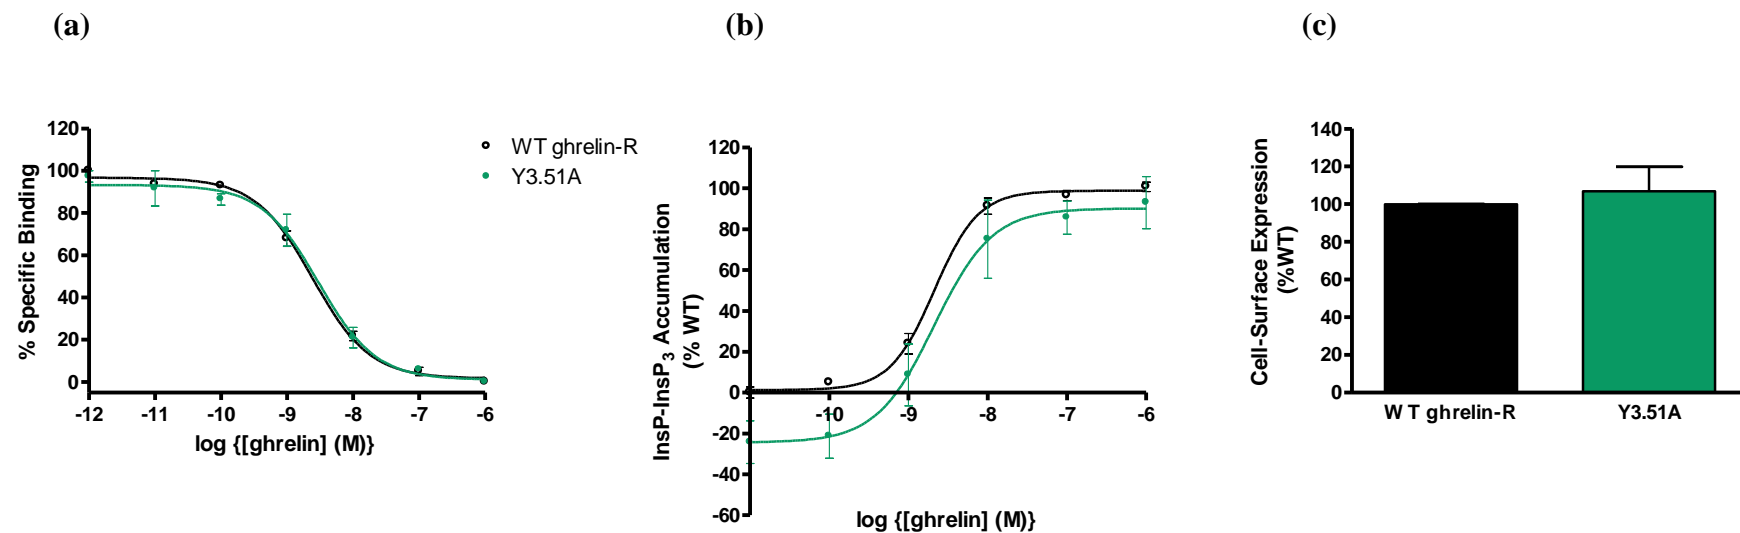 (a)
(b)
(c)
120
100
80
60
40
20
0
-12
-11
-10
-9
-8
-7
-6
% Specific Binding
log {[ghrelin] (M)}
WT ghrelin-R
Y3.51A
120
100
80
60
40
20
0
-20
-40
-60
-10
-9
-8
-7
-6
InsP-InsP3 Accumulation
(% WT)
log {[ghrelin] (M)}
140
120
100
80
60
40
20
0
Cell-Surface Expression
(%WT)
WT ghrelin-R
Y3.51A